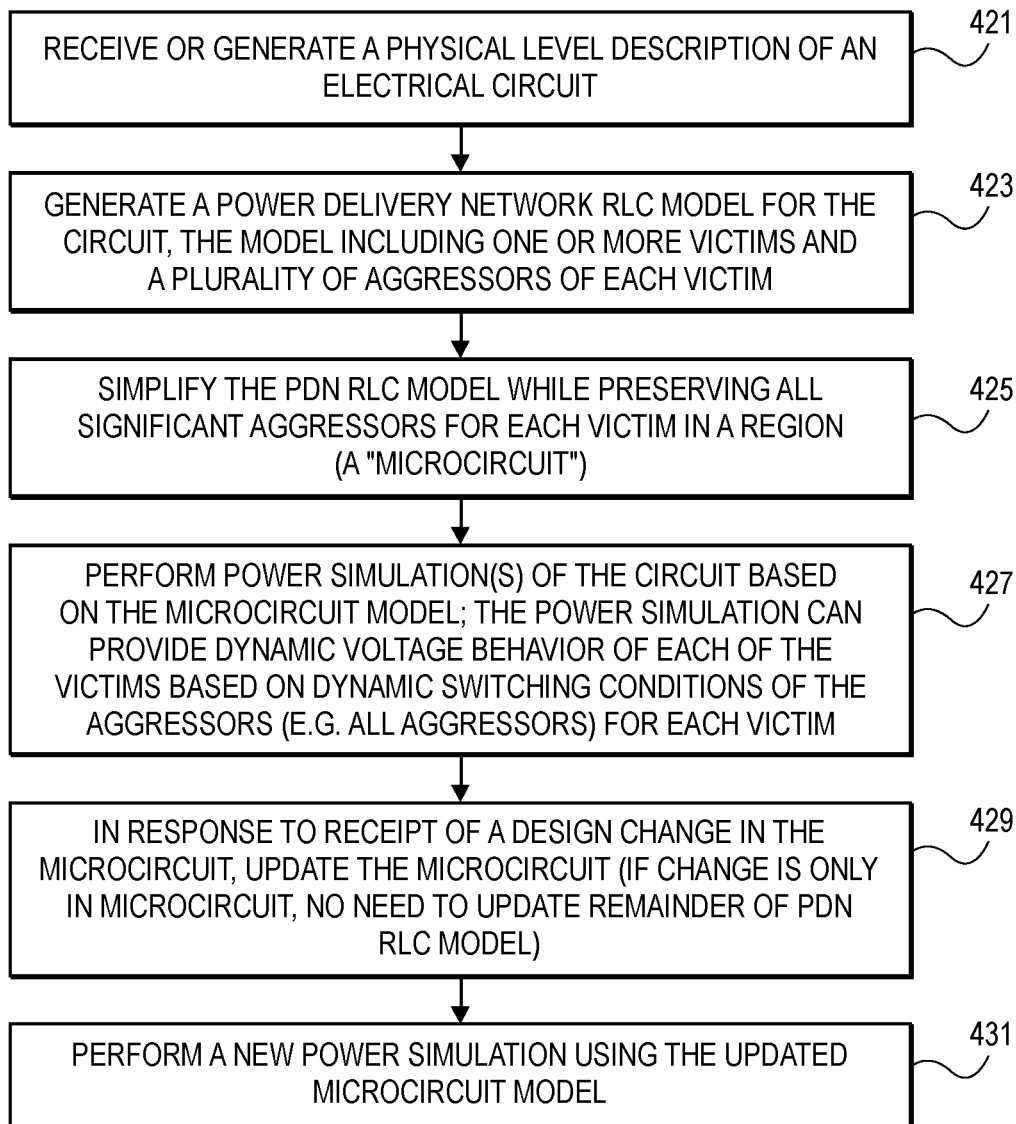 421
RECEIVE OR GENERATE A PHYSICAL LEVEL DESCRIPTION OF AN
ELECTRICAL CIRCUIT
423
GENERATE A POWER DELIVERY NETWORK RLC MODEL FOR THE
CIRCUIT, THE MODEL INCLUDING ONE OR MORE VICTIMS AND
A PLURALITY OF AGGRESSORS OF EACH VICTIM
425
SIMPLIFY THE PDN RLC MODEL WHILE PRESERVING ALL
SIGNIFICANT AGGRESSORS FOR EACH VICTIM IN A REGION
(A "MICROCIRCUIT")
427
PERFORM POWER SIMULATION(S) OF THE CIRCUIT BASED
ON THE MICROCIRCUIT MODEL; THE POWER SIMULATION CAN
PROVIDE DYNAMIC VOLTAGE BEHAVIOR OF EACH OF THE
VICTIMS BASED ON DYNAMIC SWITCHING CONDITIONS OF THE
AGGRESSORS (E.G. ALL AGGRESSORS) FOR EACH VICTIM
429
IN RESPONSE TO RECEIPT OF A DESIGN CHANGE IN THE
MICROCIRCUIT, UPDATE THE MICROCIRCUIT (IF CHANGE IS ONLY
IN MICROCIRCUIT, NO NEED TO UPDATE REMAINDER OF PDN
RLC MODEL)
431
PERFORM A NEW POWER SIMULATION USING THE UPDATED
MICROCIRCUIT MODEL